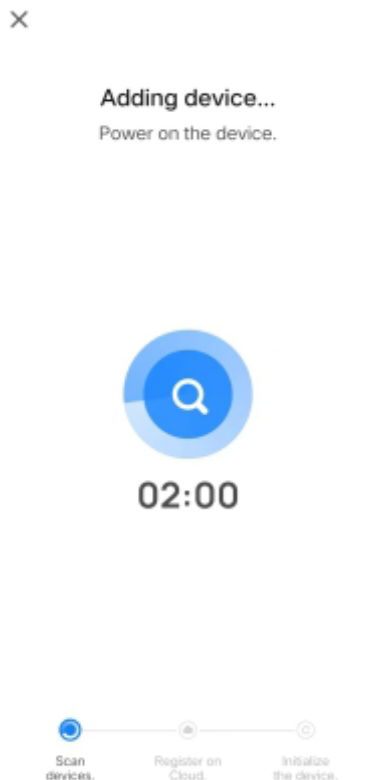 Adding device...
Power on the device.
02:00
Scan
devices.
Register on
Cloud.
Initialize
the device.